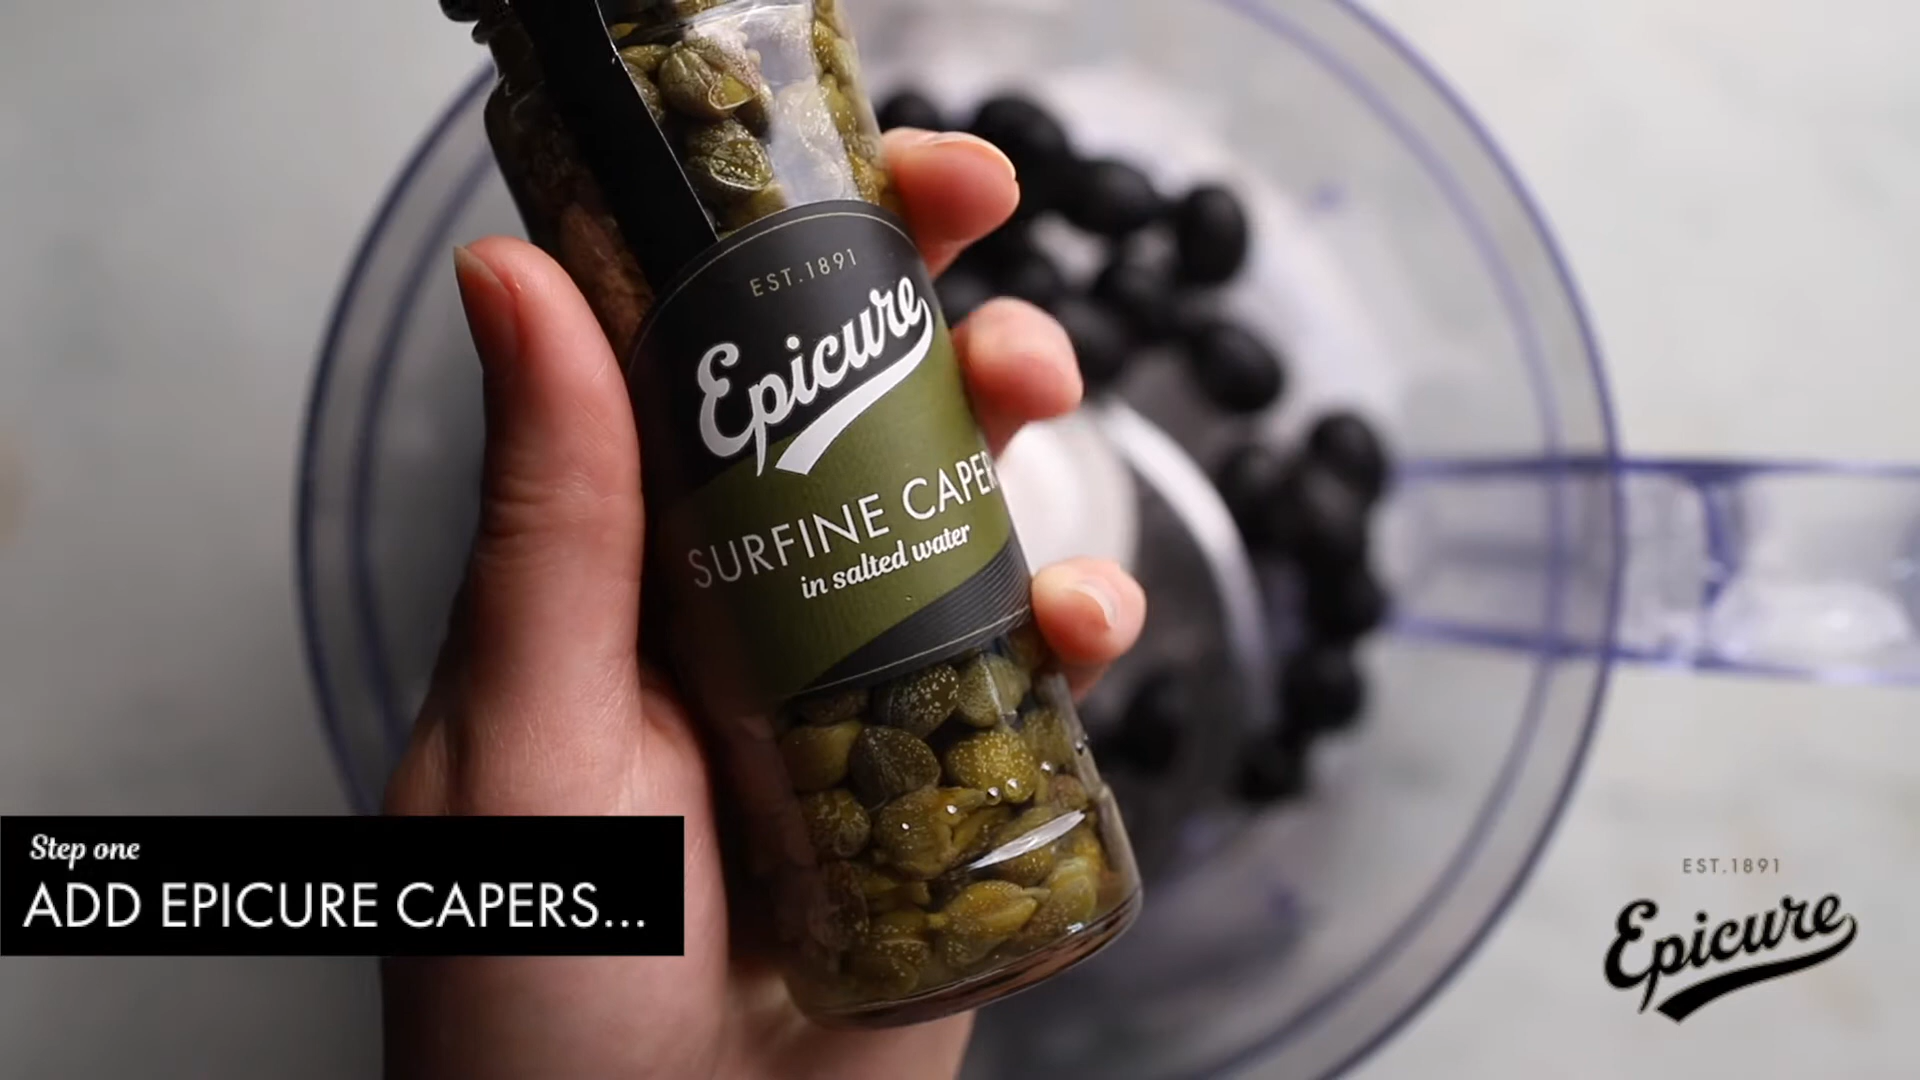 EST.1891
Epicure
SURFINE CAPER
in salted water
Step one
ADD EPICURE CAPERS...
EST.1891
Epicure